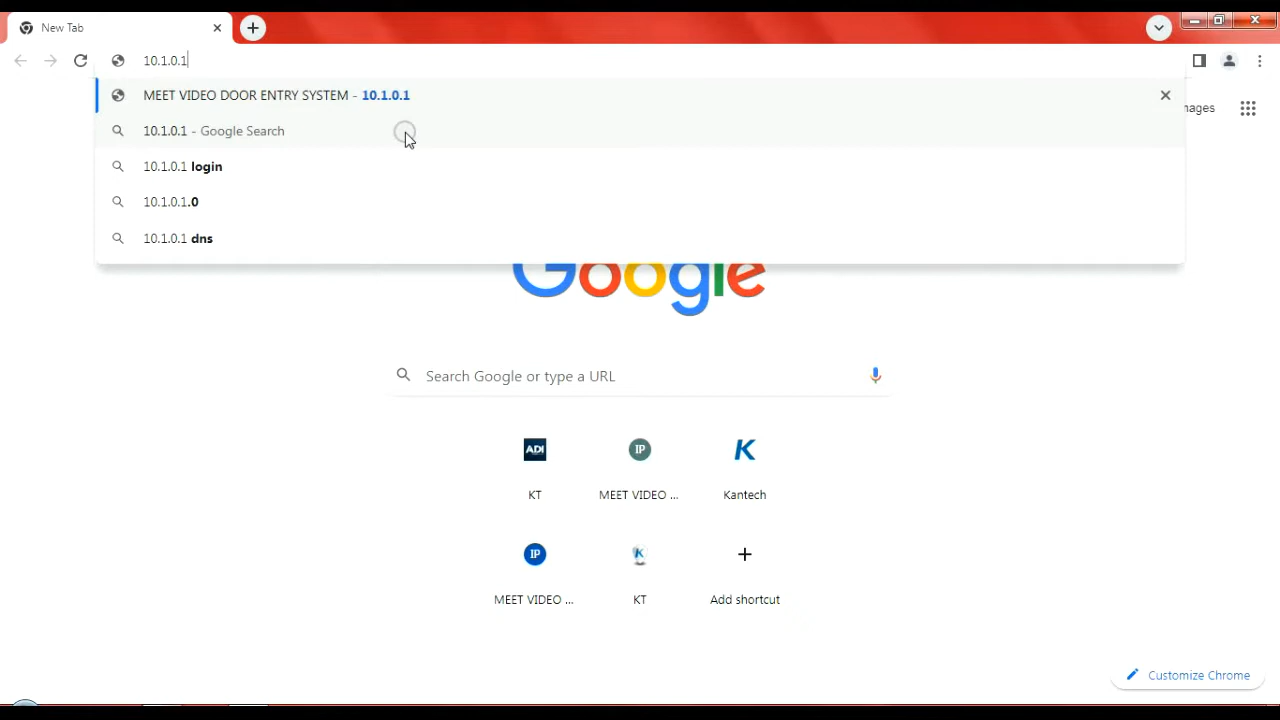 New Tab
10.1.0.1
MEET VIDEO DOOR ENTRY SYSTEM - 10.1.0.1
10.1.0.1 - Google Search
10.1.0.1 login
10.1.0.1.0
10.1.0.1 dns
Google
Search Google or type a URL
ADI
IP
K
KT
MEET VIDEO ...
Kantech
IP
K
MEET VIDEO ...
KT
Add shortcut
Customize Chrome